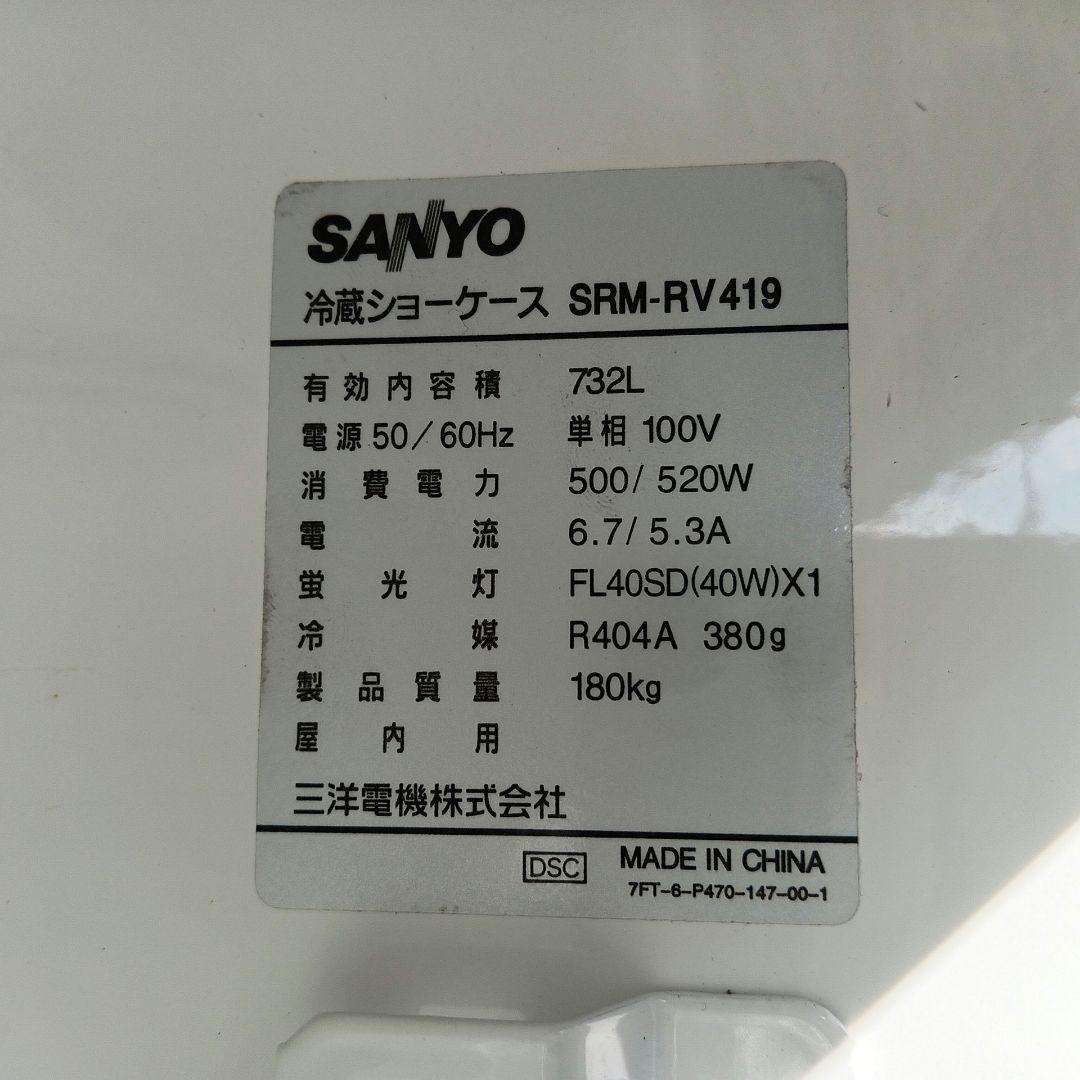 SANYO
冷蔵ショーケース SRM-RV419
有効内容積 732L
電源 50/60Hz 単相 100V
消費電力 500/ 520W
電流 6.7/ 5.3A
蛍光灯 FL40SD(40W)X1
冷媒 R404A 380g
製品質量 180kg
屋内用
三洋電機株式会社
DSC MADE IN CHINA
7FT-6-P470-147-00-1